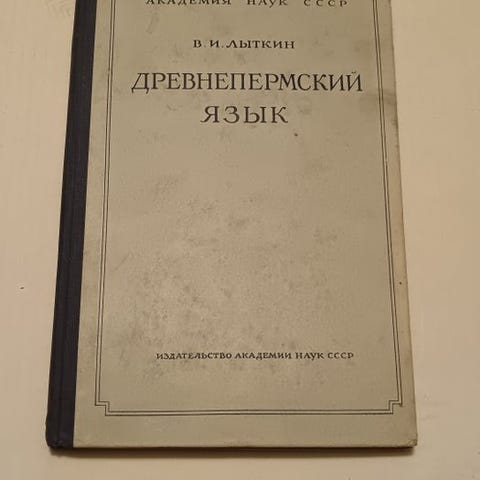 АКАДЕМИЯ НАУК СССР
В. И. ЛЫТКИН
ДРЕВНЕПЕРМСКИЙ
ЯЗЫК
ИЗДАТЕЛЬСТВО АКАДЕМИИ НАУК СССР